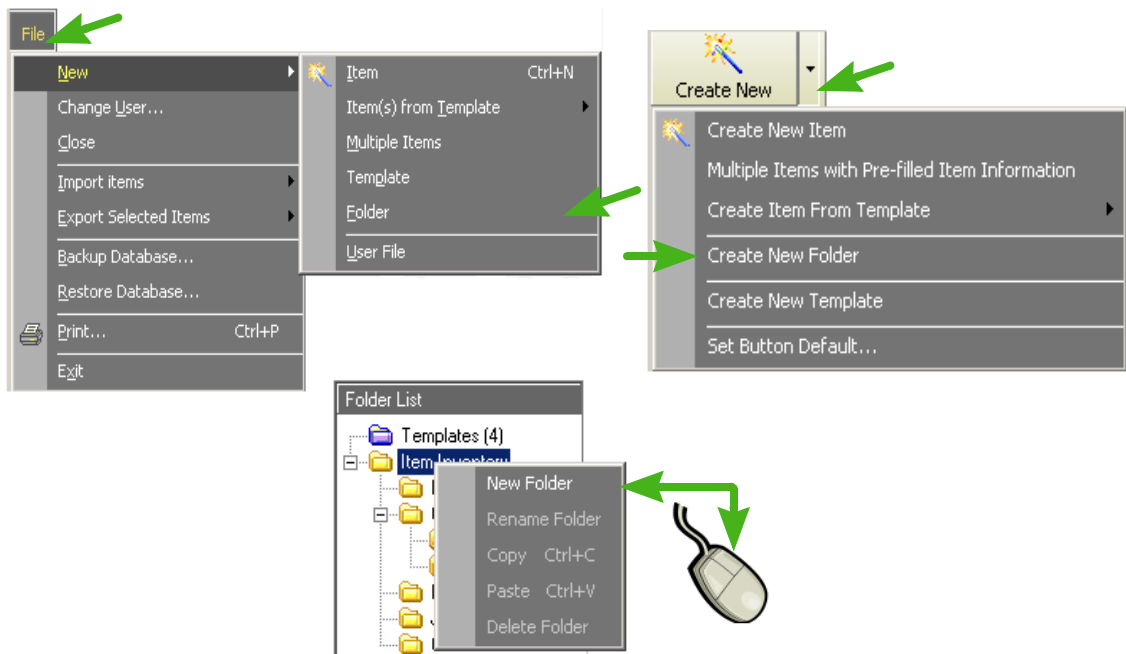 File
New
Change User...
Close
Import items
Export Selected Items
Backup Database...
Restore Database...
Print... Ctrl+P
Exit
Item Ctrl+N
Item(s) from Template
Multiple Items
Template
Folder
User File
Create New
Create New Item
Multiple Items with Pre-filled Item Information
Create Item From Template
Create New Folder
Create New Template
Set Button Default...
Folder List
Templates (4)
Item Inventory
New Folder
Rename Folder
Copy Ctrl+C
Paste Ctrl+V
Delete Folder